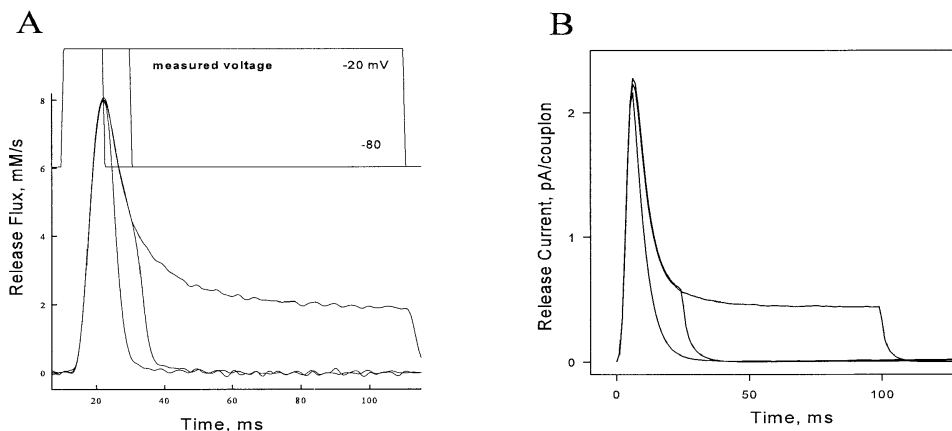 A
measured voltage
-20 mV
-80
Release Flux, mM/s
8
6
4
2
0
20
40
60
80
100
Time, ms
B
Release Current, pA/couplon
2
1
0
0
50
100
Time, ms